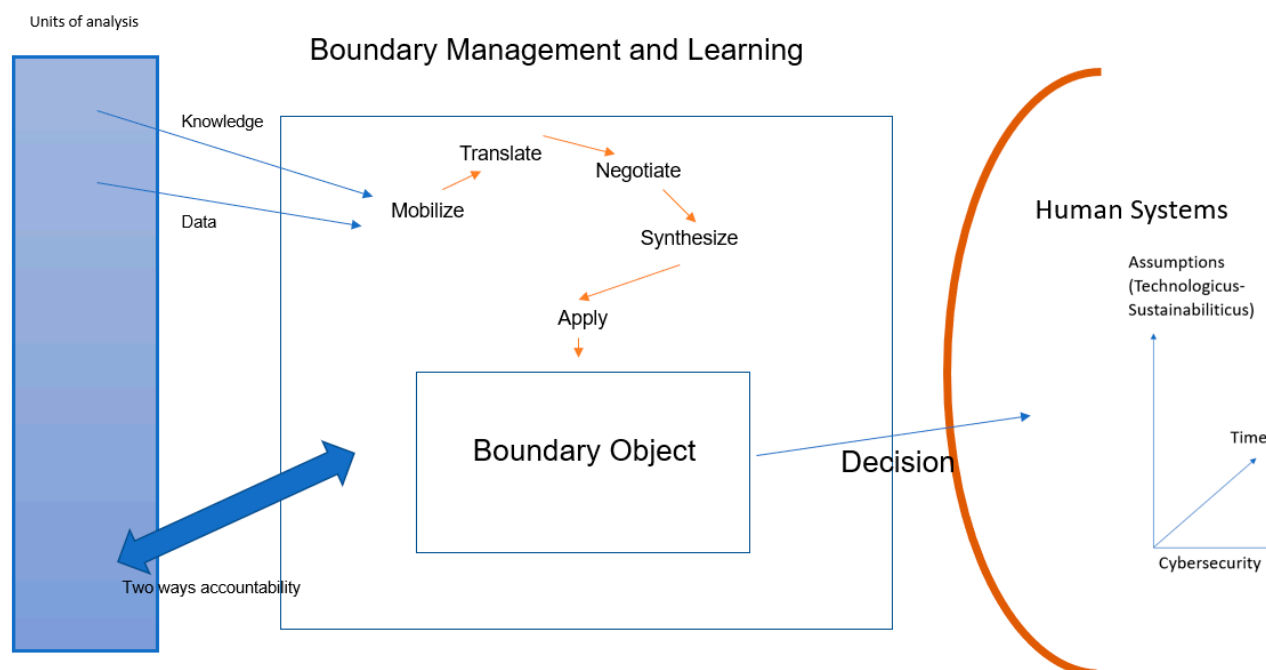 Units of analysis
Boundary Management and Learning
Knowledge
Translate
Negotiate
Mobilize
Data
Synthesize
Human Systems
Assumptions
(Technologicus-
Sustainabiliticus)
Apply
Time
Boundary Object
Decision
Cybersecurity
Two ways accountability